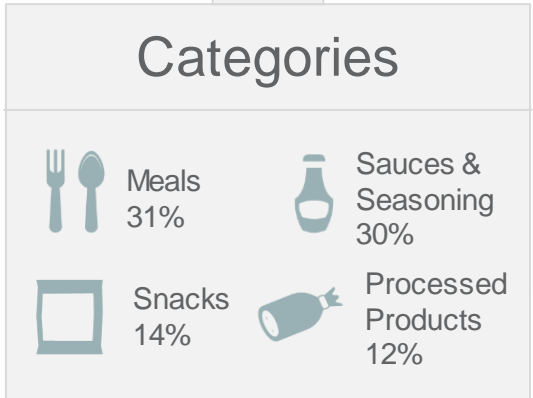 Categories
Meals
31%
Sauces &
Seasoning
30%
Snacks
14%
Processed
Products
12%